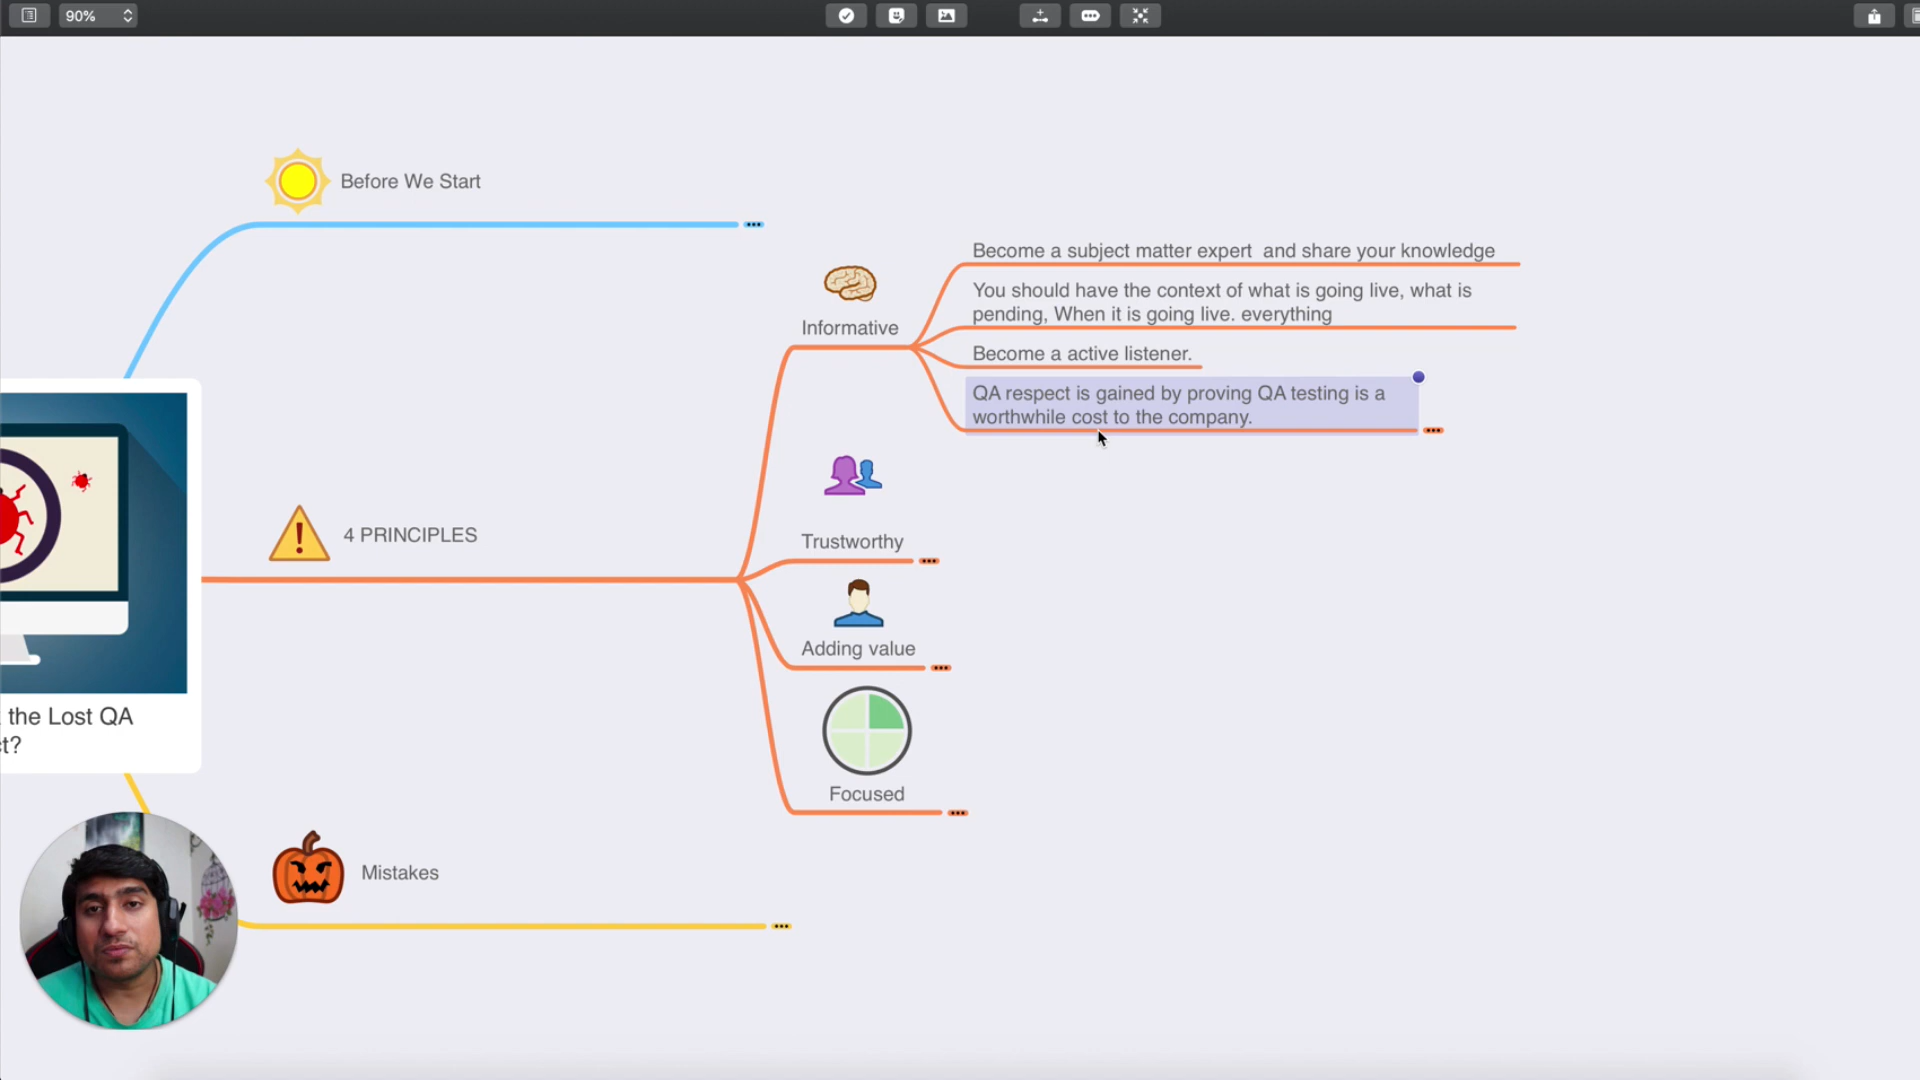 90%
Before We Start
Become a subject matter expert  and share your knowledge
You should have the context of what is going live, what is
pending, When it is going live. everything
Informative
Become a active listener.
QA respect is gained by proving QA testing is a
worthwhile cost to the company.
4 PRINCIPLES
Trustworthy
Adding value
the Lost QA
ct?
Focused
Mistakes